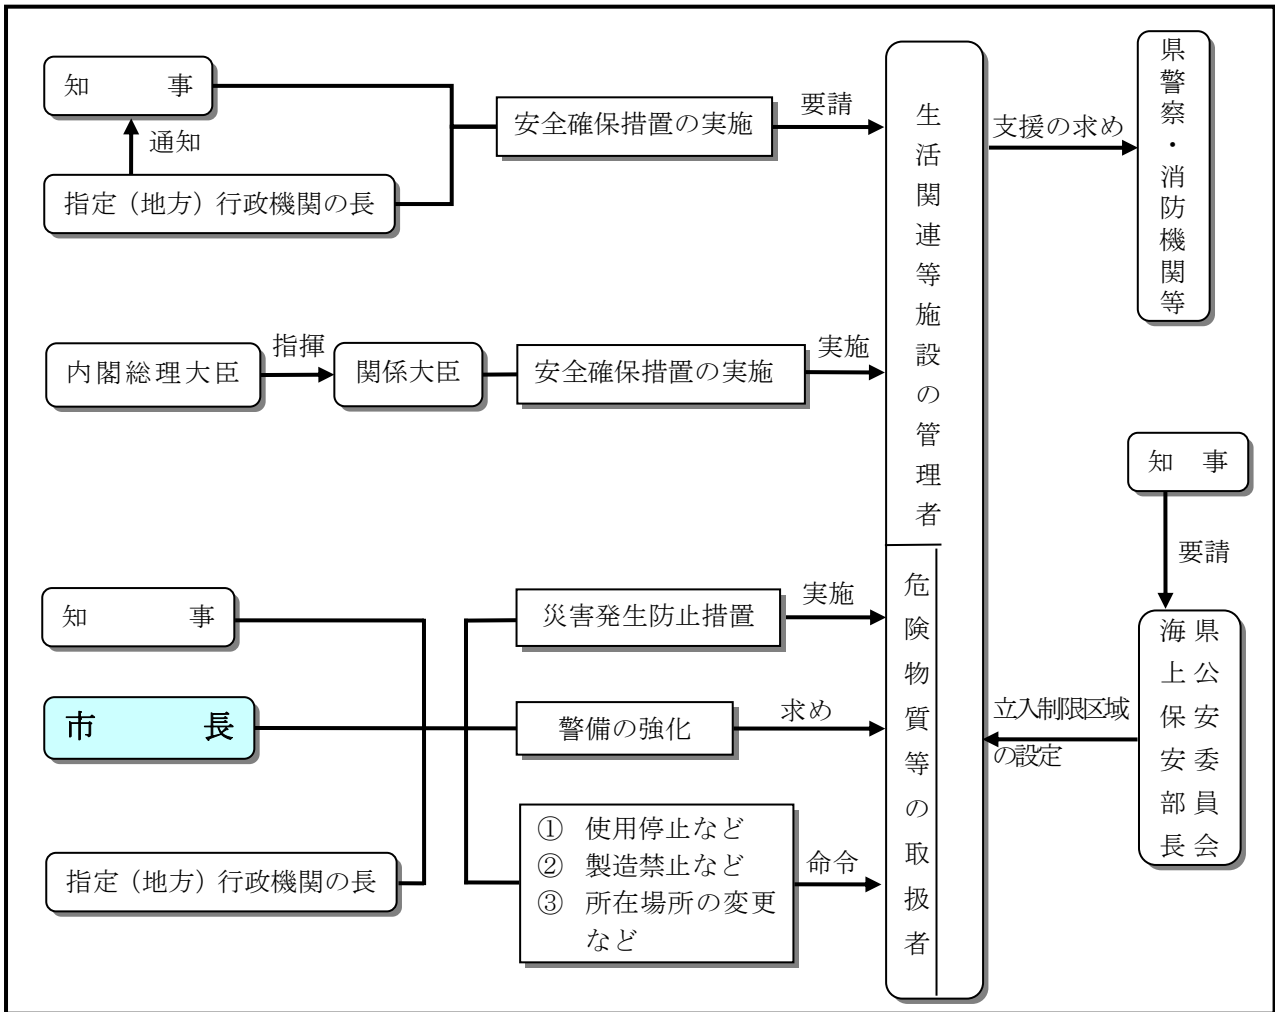 知　事
通知
指定（地方）行政機関の長
安全確保措置の実施
要請
生活関連等施設の管理者
支援の求め
県警察・消防機関等
内閣総理大臣
指揮
関係大臣
安全確保措置の実施
実施
知　事
要請
県公安委員会
海上保安部長
立入制限区域
の設定
知　事
市　長
指定（地方）行政機関の長
災害発生防止措置
実施
警備の強化
求め
① 使用停止など
② 製造禁止など
③ 所在場所の変更
など
命令
危険物質等の取扱者